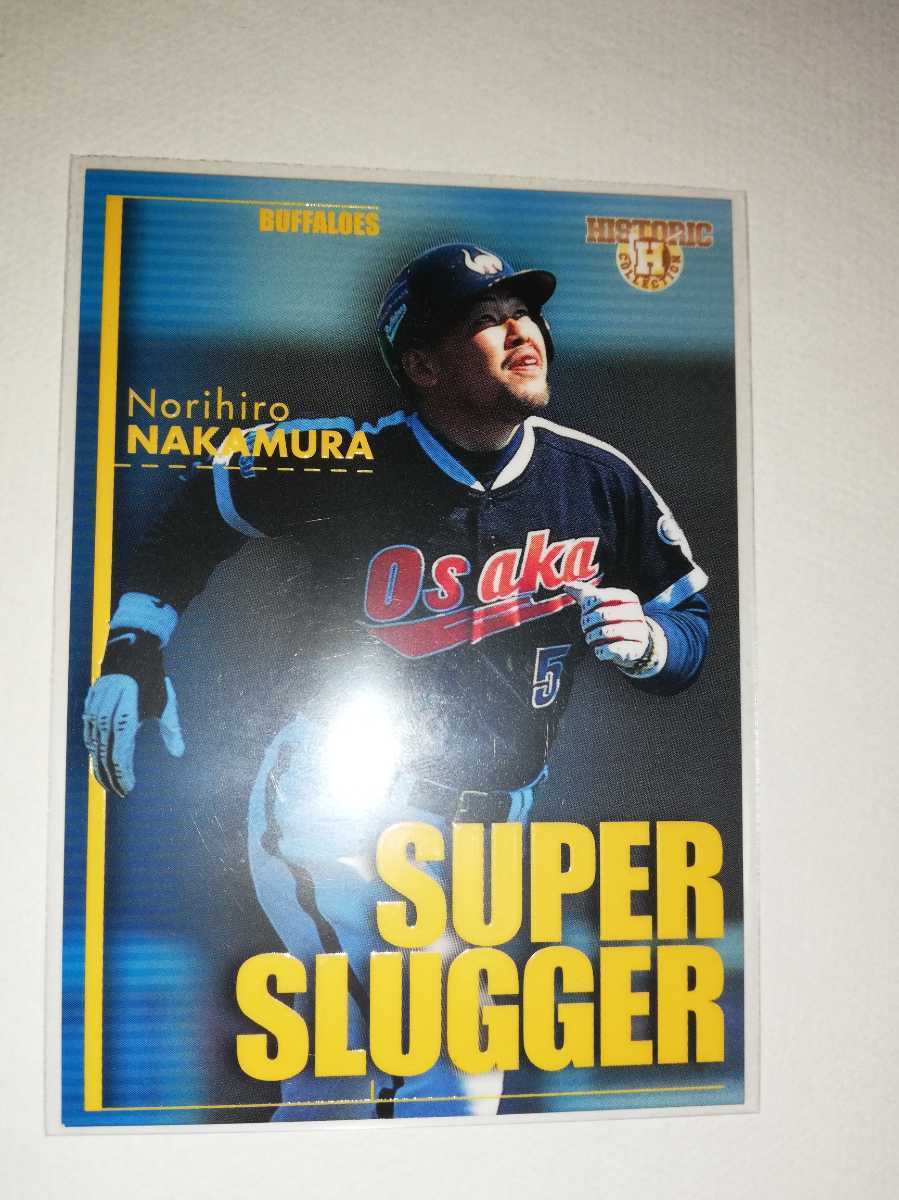 BUFFALOES
HISTORIC
H
COLLECTION
Norihiro
NAKAMURA
Osaka
5
SUPER
SLUGGER